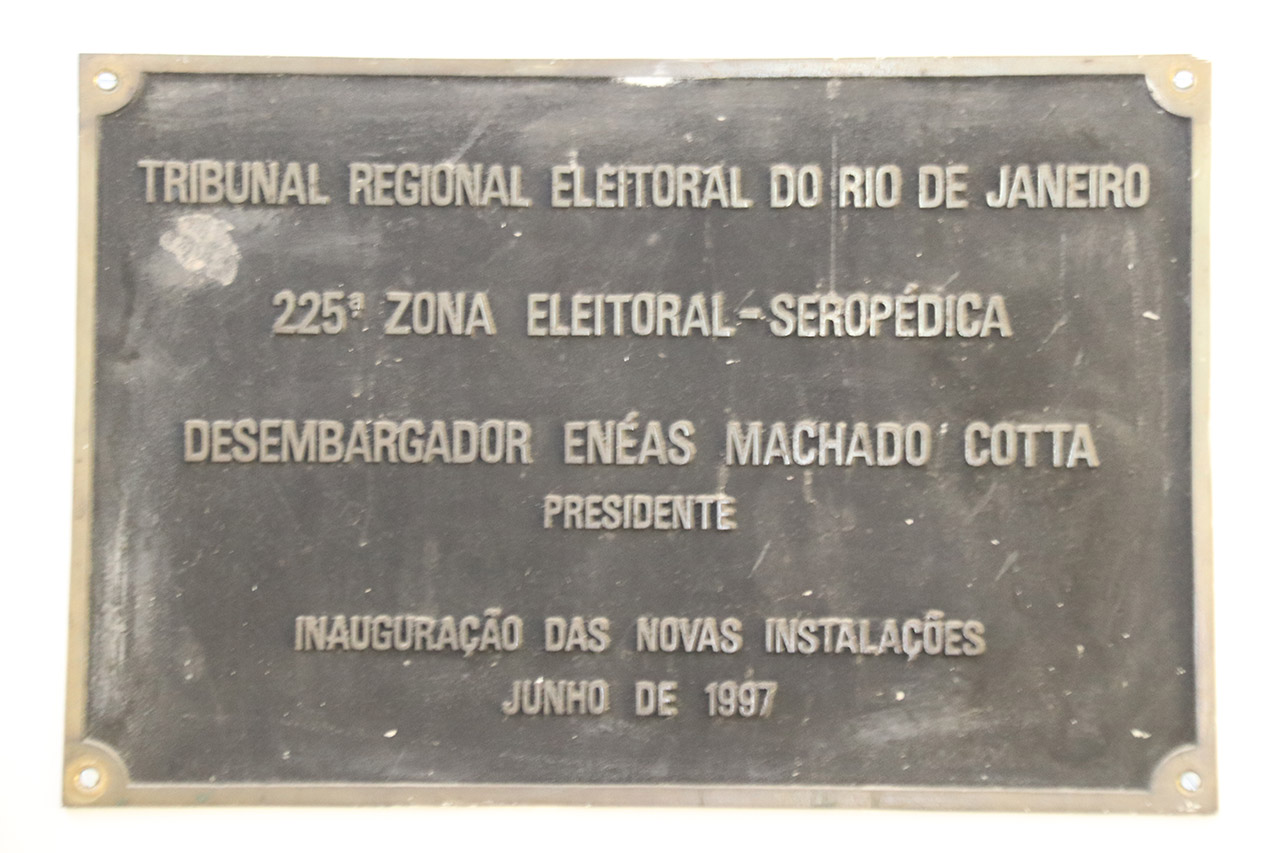 TRIBUNAL REGIONAL ELEITORAL DO RIO DE JANEIRO
225ª ZONA ELEITORAL-SEROPÉDICA
DESEMBARGADOR ENÉAS MACHADO COTTA
PRESIDENTE
INAUGURAÇÃO DAS NOVAS INSTALAÇÕES
JUNHO DE 1997